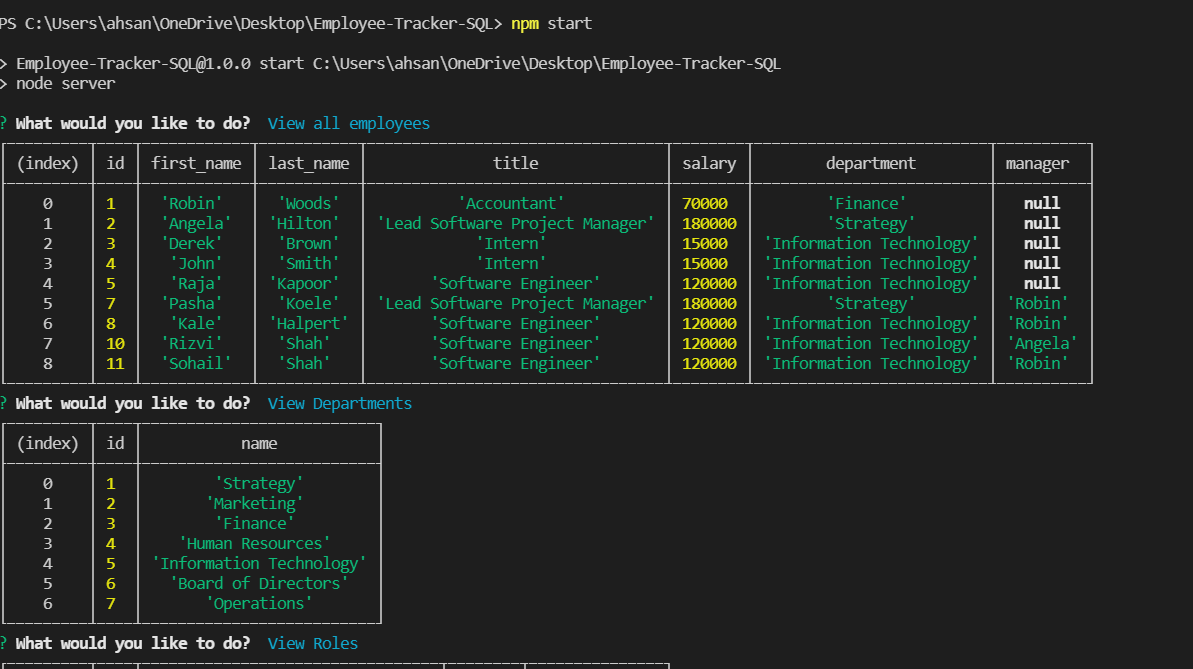 PS C:\Users\ahsan\OneDrive\Desktop\Employee-Tracker-SQL> npm start
> Employee-Tracker-SQL@1.0.0 start C:\Users\ahsan\OneDrive\Desktop\Employee-Tracker-SQL
> node server
? What would you like to do? View all employees
(index) id first_name last_name title salary department manager
0 1 'Robin' 'Woods' 'Accountant' 70000 'Finance' null
1 2 'Angela' 'Hilton' 'Lead Software Project Manager' 180000 'Strategy' null
2 3 'Derek' 'Brown' 'Intern' 15000 'Information Technology' null
3 4 'John' 'Smith' 'Intern' 15000 'Information Technology' null
4 5 'Raja' 'Kapoor' 'Software Engineer' 120000 'Information Technology' null
5 7 'Pasha' 'Koele' 'Lead Software Project Manager' 180000 'Strategy' 'Robin'
6 8 'Kale' 'Halpert' 'Software Engineer' 120000 'Information Technology' 'Robin'
7 10 'Rizvi' 'Shah' 'Software Engineer' 120000 'Information Technology' 'Angela'
8 11 'Sohail' 'Shah' 'Software Engineer' 120000 'Information Technology' 'Robin'
? What would you like to do? View Departments
(index) id name
0 1 'Strategy'
1 2 'Marketing'
2 3 'Finance'
3 4 'Human Resources'
4 5 'Information Technology'
5 6 'Board of Directors'
6 7 'Operations'
? What would you like to do? View Roles